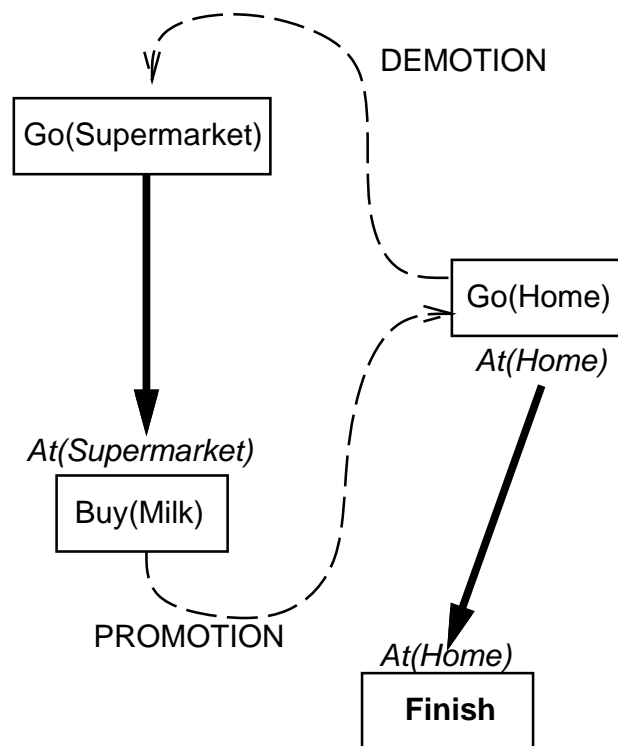 DEMOTION
Go(Supermarket)
Go(Home)
At(Home)
At(Supermarket)
Buy(Milk)
PROMOTION
At(Home)
Finish